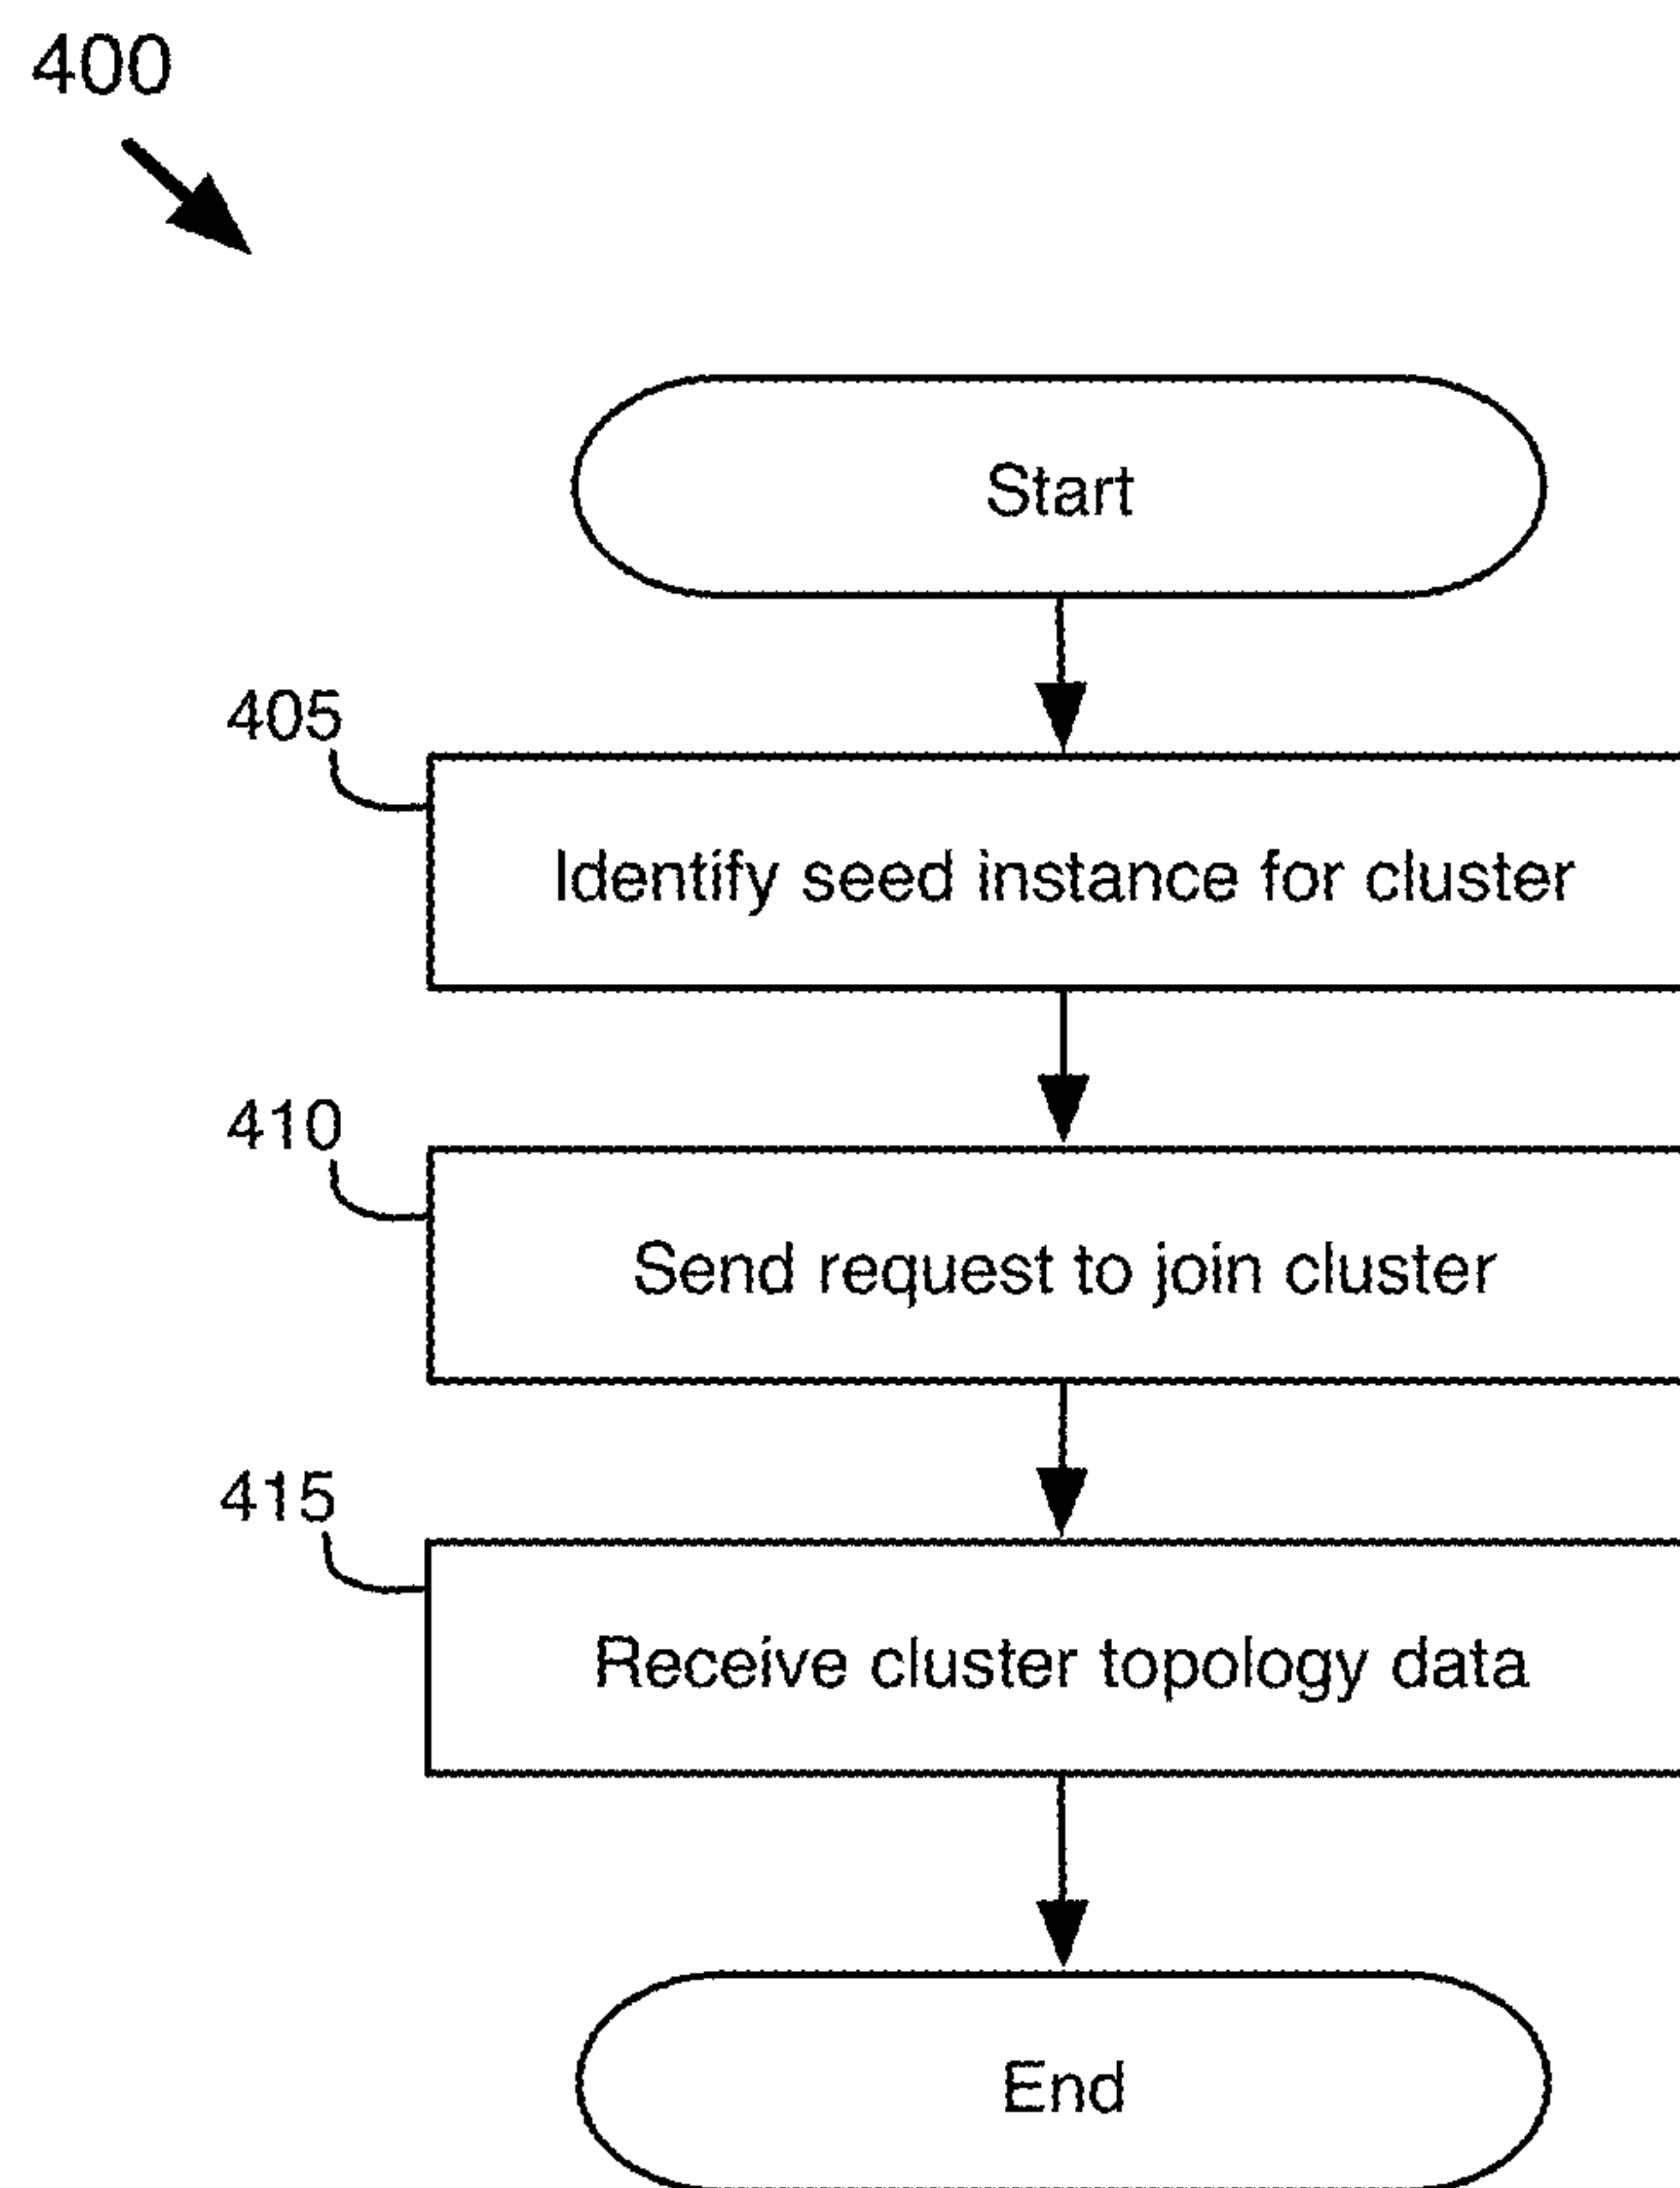 400
Start
405
Identify seed instance for cluster
410
Send request to join cluster
415
Receive cluster topology data
End